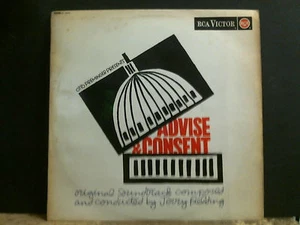 RCA VICTOR
OTTO PREMINGER PRESENTS
ADVISE
& CONSENT
original soundtrack composed
and conducted by Jerry Fielding